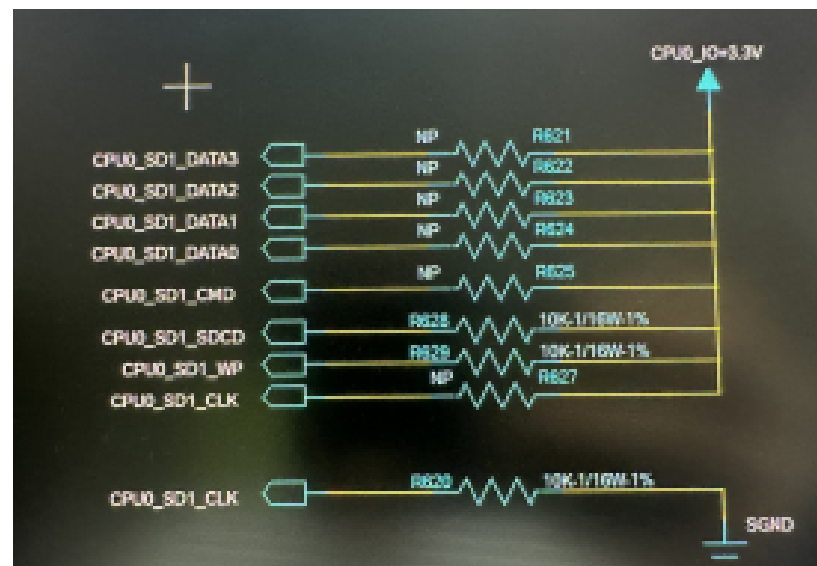 CPU0_IO=3.3V
CPU0_SD1_DATA3 NP R621
CPU0_SD1_DATA2 NP R622
CPU0_SD1_DATA1 NP R623
CPU0_SD1_DATA0 NP R624
CPU0_SD1_CMD NP R625
CPU0_SD1_SDCD R628 10K-1/16W-1%
CPU0_SD1_WP R629 10K-1/16W-1%
CPU0_SD1_CLK NP R627
CPU0_SD1_CLK R620 10K-1/16W-1%
SGND